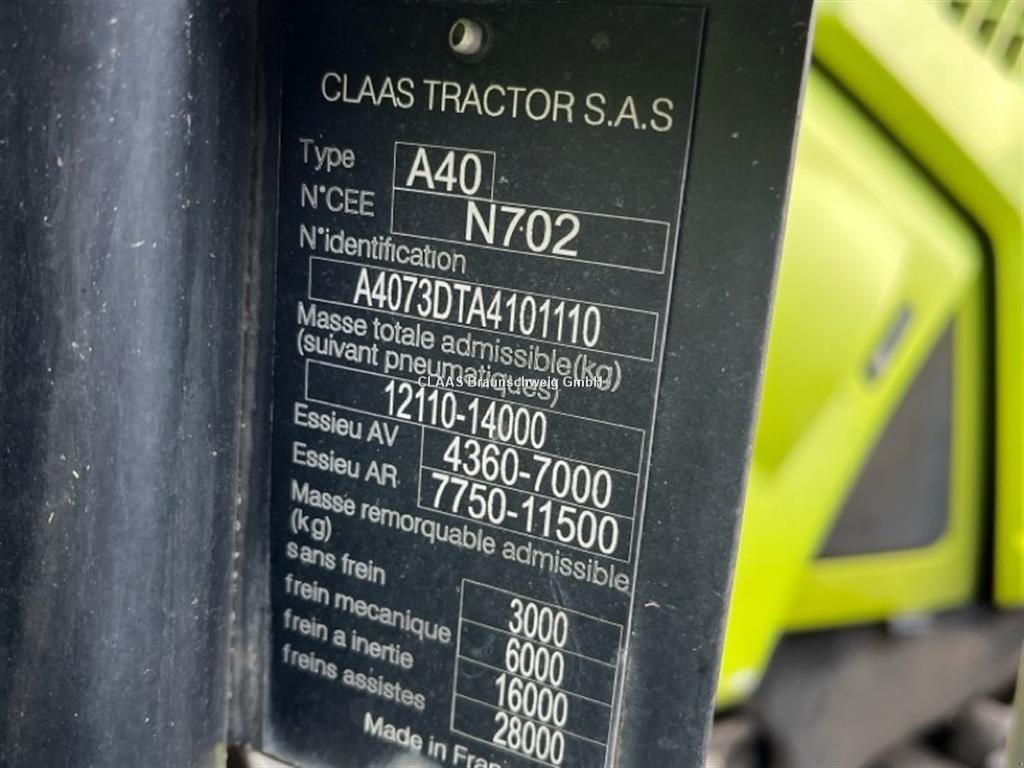 CLAAS TRACTOR S.A.S
Type A40
N°CEE N702
N°identification
A4073DTA4101110
Masse totale admissible(kg)
(suivant pneumatiques)
CLAAS Braunschweig GmbH
12110-14000
Essieu AV 4360-7000
Essieu AR 7750-11500
Masse remorquable admissible
(kg)
sans frein 3000
frein mecanique 6000
frein a inertie 16000
freins assistes 28000
Made in Fran